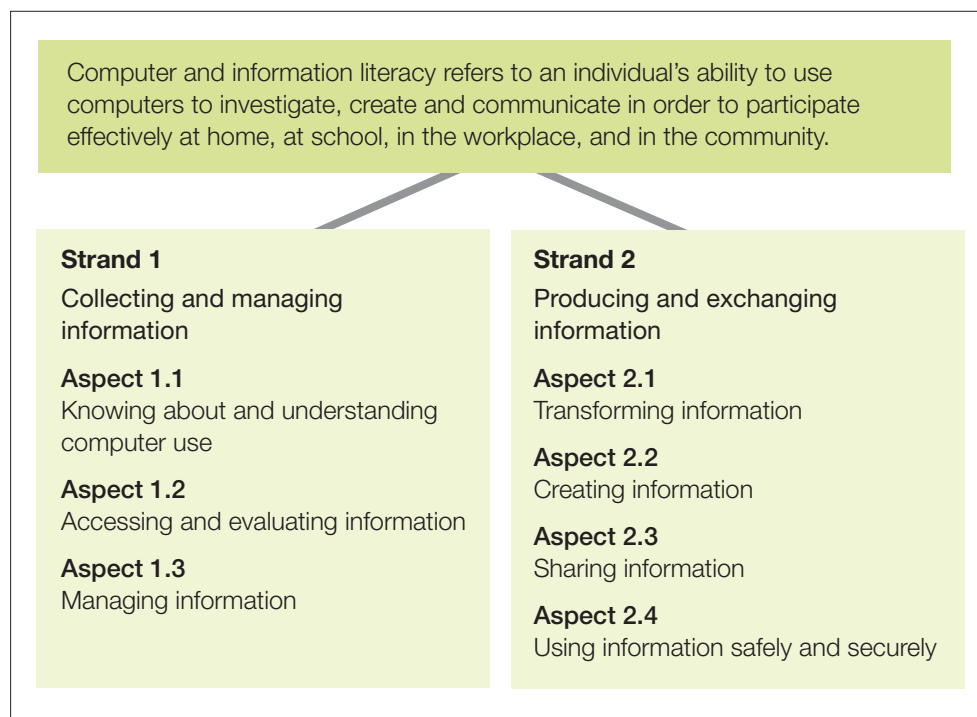 Computer and information literacy refers to an individual's ability to use
computers to investigate, create and communicate in order to participate
effectively at home, at school, in the workplace, and in the community.
Strand 1
Collecting and managing
information
Aspect 1.1
Knowing about and understanding
computer use
Aspect 1.2
Accessing and evaluating information
Aspect 1.3
Managing information
Strand 2
Producing and exchanging
information
Aspect 2.1
Transforming information
Aspect 2.2
Creating information
Aspect 2.3
Sharing information
Aspect 2.4
Using information safely and securely